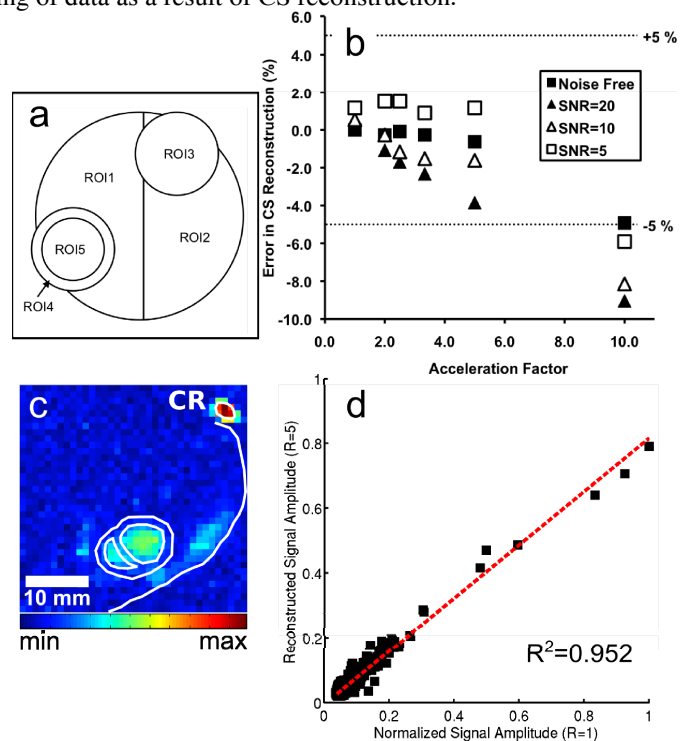 ing of data as a result of CS reconstruction.
a
ROI1
ROI3
ROI2
ROI5
ROI4
b
6.0
4.0
2.0
0.0
-2.0
-4.0
-6.0
-8.0
-10.0
Error in CS Reconstruction (%)
+5 %
-5 %
Noise Free
SNR=20
SNR=10
SNR=5
0.0 2.0 4.0 6.0 8.0 10.0
Acceleration Factor
c
CR
10 mm
min max
d
1
0.8
0.6
0.4
0.2
0
Reconstructed Signal Amplitude (R=5)
R²=0.952
0 0.2 0.4 0.6 0.8 1
Normalized Signal Amplitude (R=1)